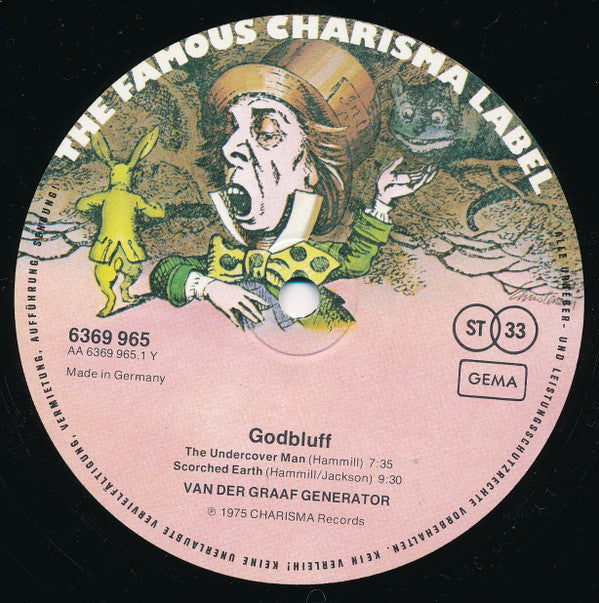 THE FAMOUS CHARISMA LABEL
6369 965
AA 6369 965.1 Y
Made in Germany
ST 33
GEMA
Godbluff
The Undercover Man (Hammill) 7:35
Scorched Earth (Hammill/Jackson) 9:30
VAN DER GRAAF GENERATOR
℗ 1975 CHARISMA Records
ALLE URHEBER- UND LEISTUNGSSCHUTZRECHTE VORBEHALTEN. KEIN VERLEIH! KEINE UNERLAUBTE VERVIELFÄLTIGUNG, VERMIETUNG, AUFFÜHRUNG, SENDUNG!